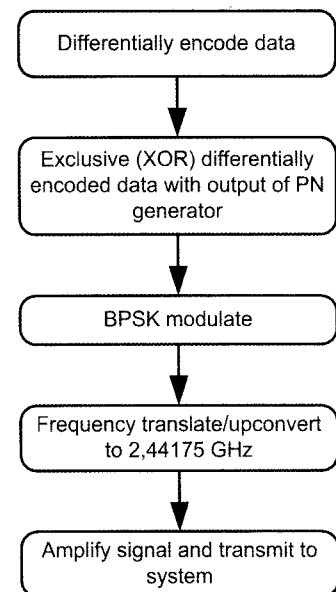 Differentially encode data
Exclusive (XOR) differentially
encoded data with output of PN
generator
BPSK modulate
Frequency translate/upconvert
to 2,44175 GHz
Amplify signal and transmit to
system